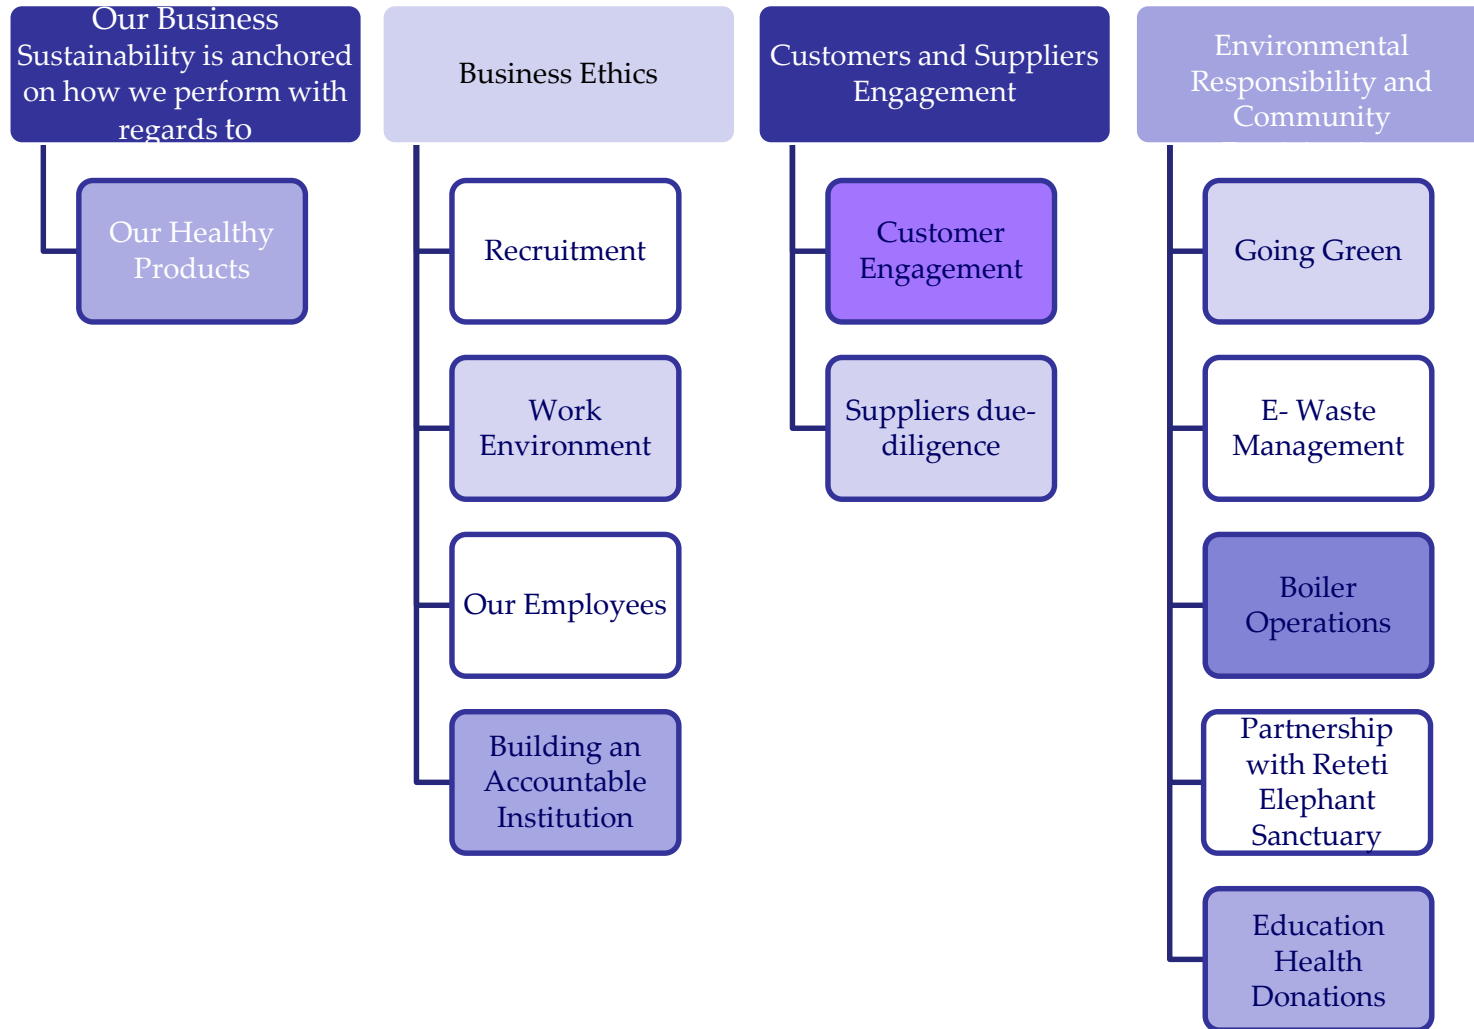 Our Business
Sustainability is anchored
on how we perform with
regards to
Our Healthy
Products
Business Ethics
Recruitment
Work
Environment
Our Employees
Building an
Accountable
Institution
Customers and Suppliers
Engagement
Customer
Engagement
Suppliers due-
diligence
Environmental
Responsibility and
Community
Going Green
E- Waste
Management
Boiler
Operations
Partnership
with Reteti
Elephant
Sanctuary
Education
Health
Donations